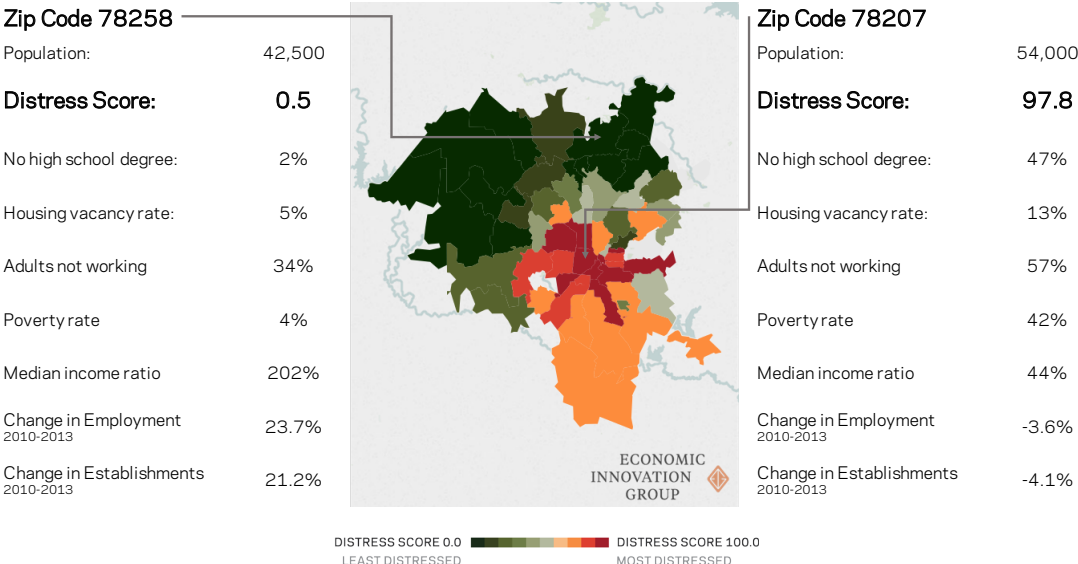 Zip Code 78258
Population: 42,500
Distress Score: 0.5
No high school degree: 2%
Housing vacancy rate: 5%
Adults not working 34%
Poverty rate 4%
Median income ratio 202%
Change in Employment 23.7%
2010-2013
Change in Establishments 21.2%
2010-2013
Zip Code 78207
Population: 54,000
Distress Score: 97.8
No high school degree: 47%
Housing vacancy rate: 13%
Adults not working 57%
Poverty rate 42%
Median income ratio 44%
Change in Employment -3.6%
2010-2013
Change in Establishments -4.1%
2010-2013
ECONOMIC
INNOVATION
GROUP
EIG
DISTRESS SCORE 0.0 DISTRESS SCORE 100.0
LEAST DISTRESSED MOST DISTRESSED